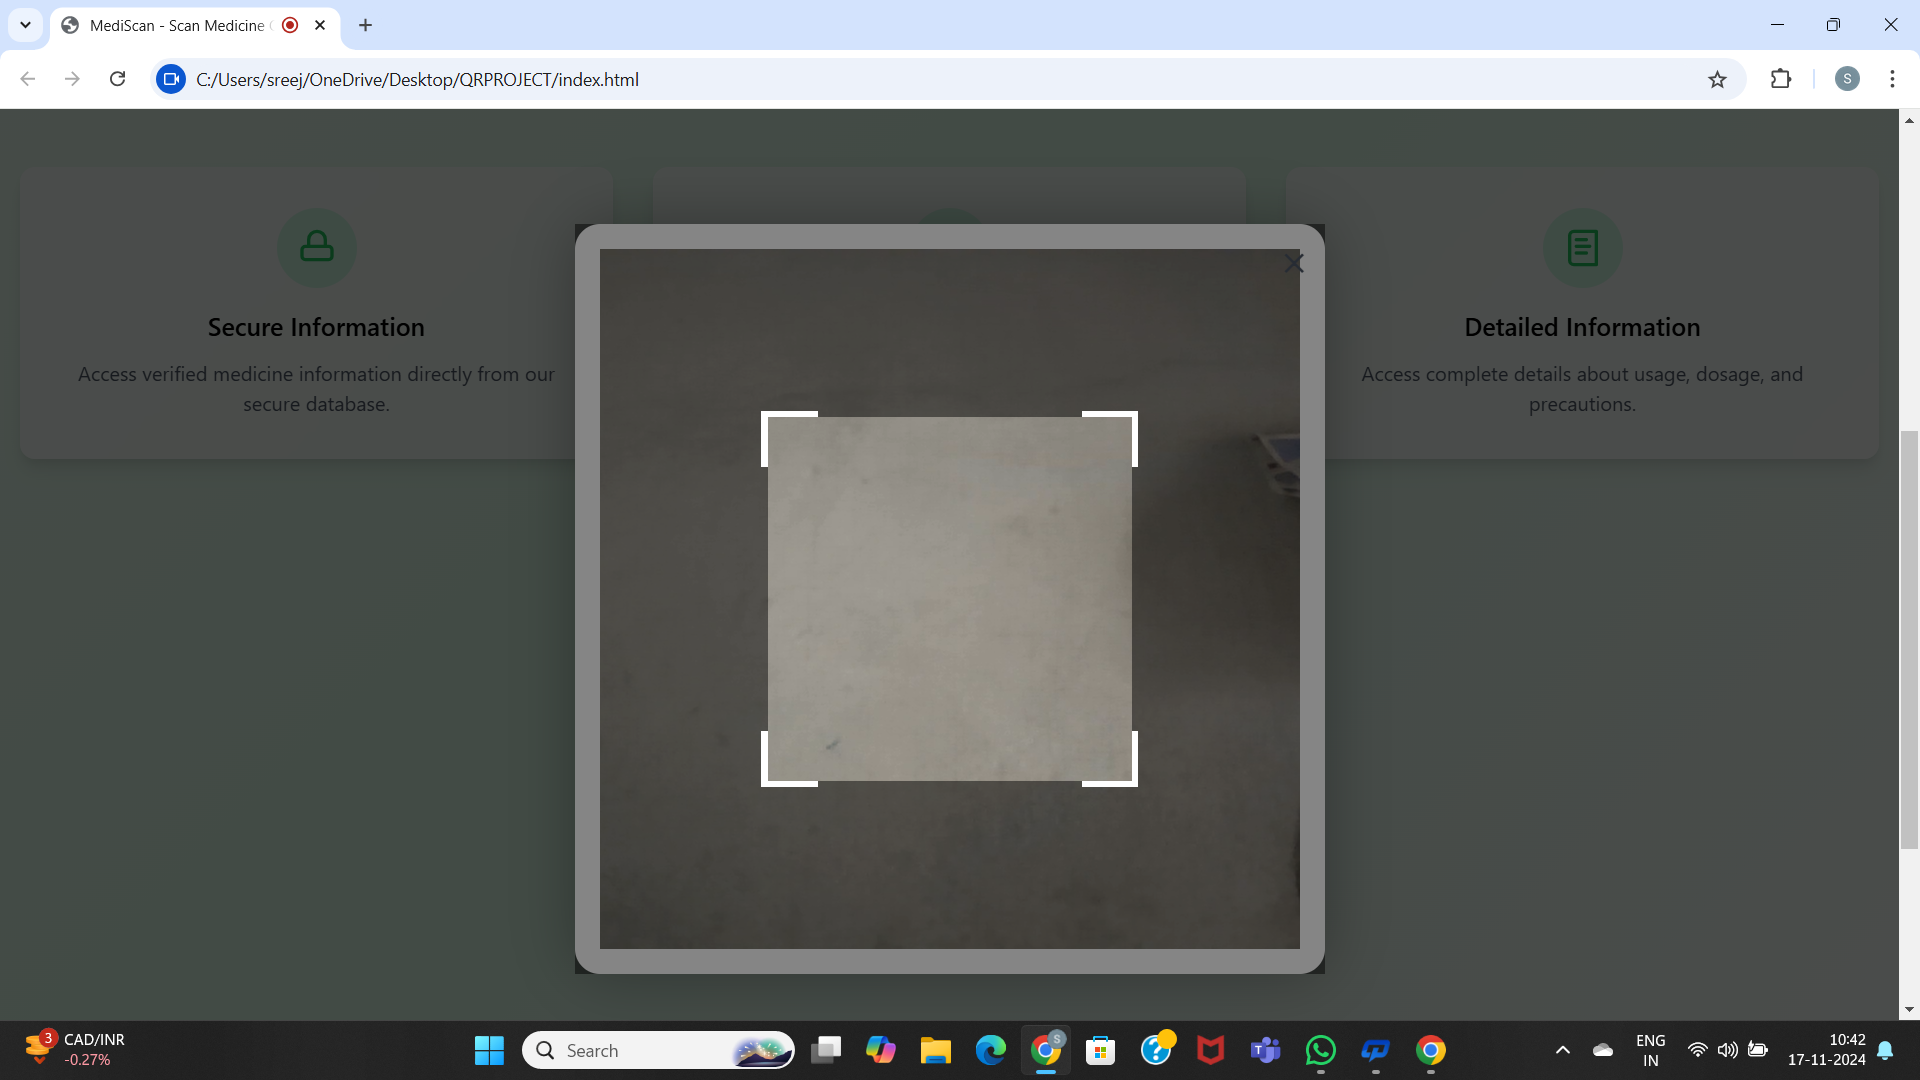 MediScan - Scan Medicine
C:/Users/sreej/OneDrive/Desktop/QRPROJECT/index.html
S
Secure Information
Access verified medicine information directly from our
secure database.
Detailed Information
Access complete details about usage, dosage, and
precautions.
3
CAD/INR
-0.27%
Search
S
T
ENG
IN
10:42
17-11-2024